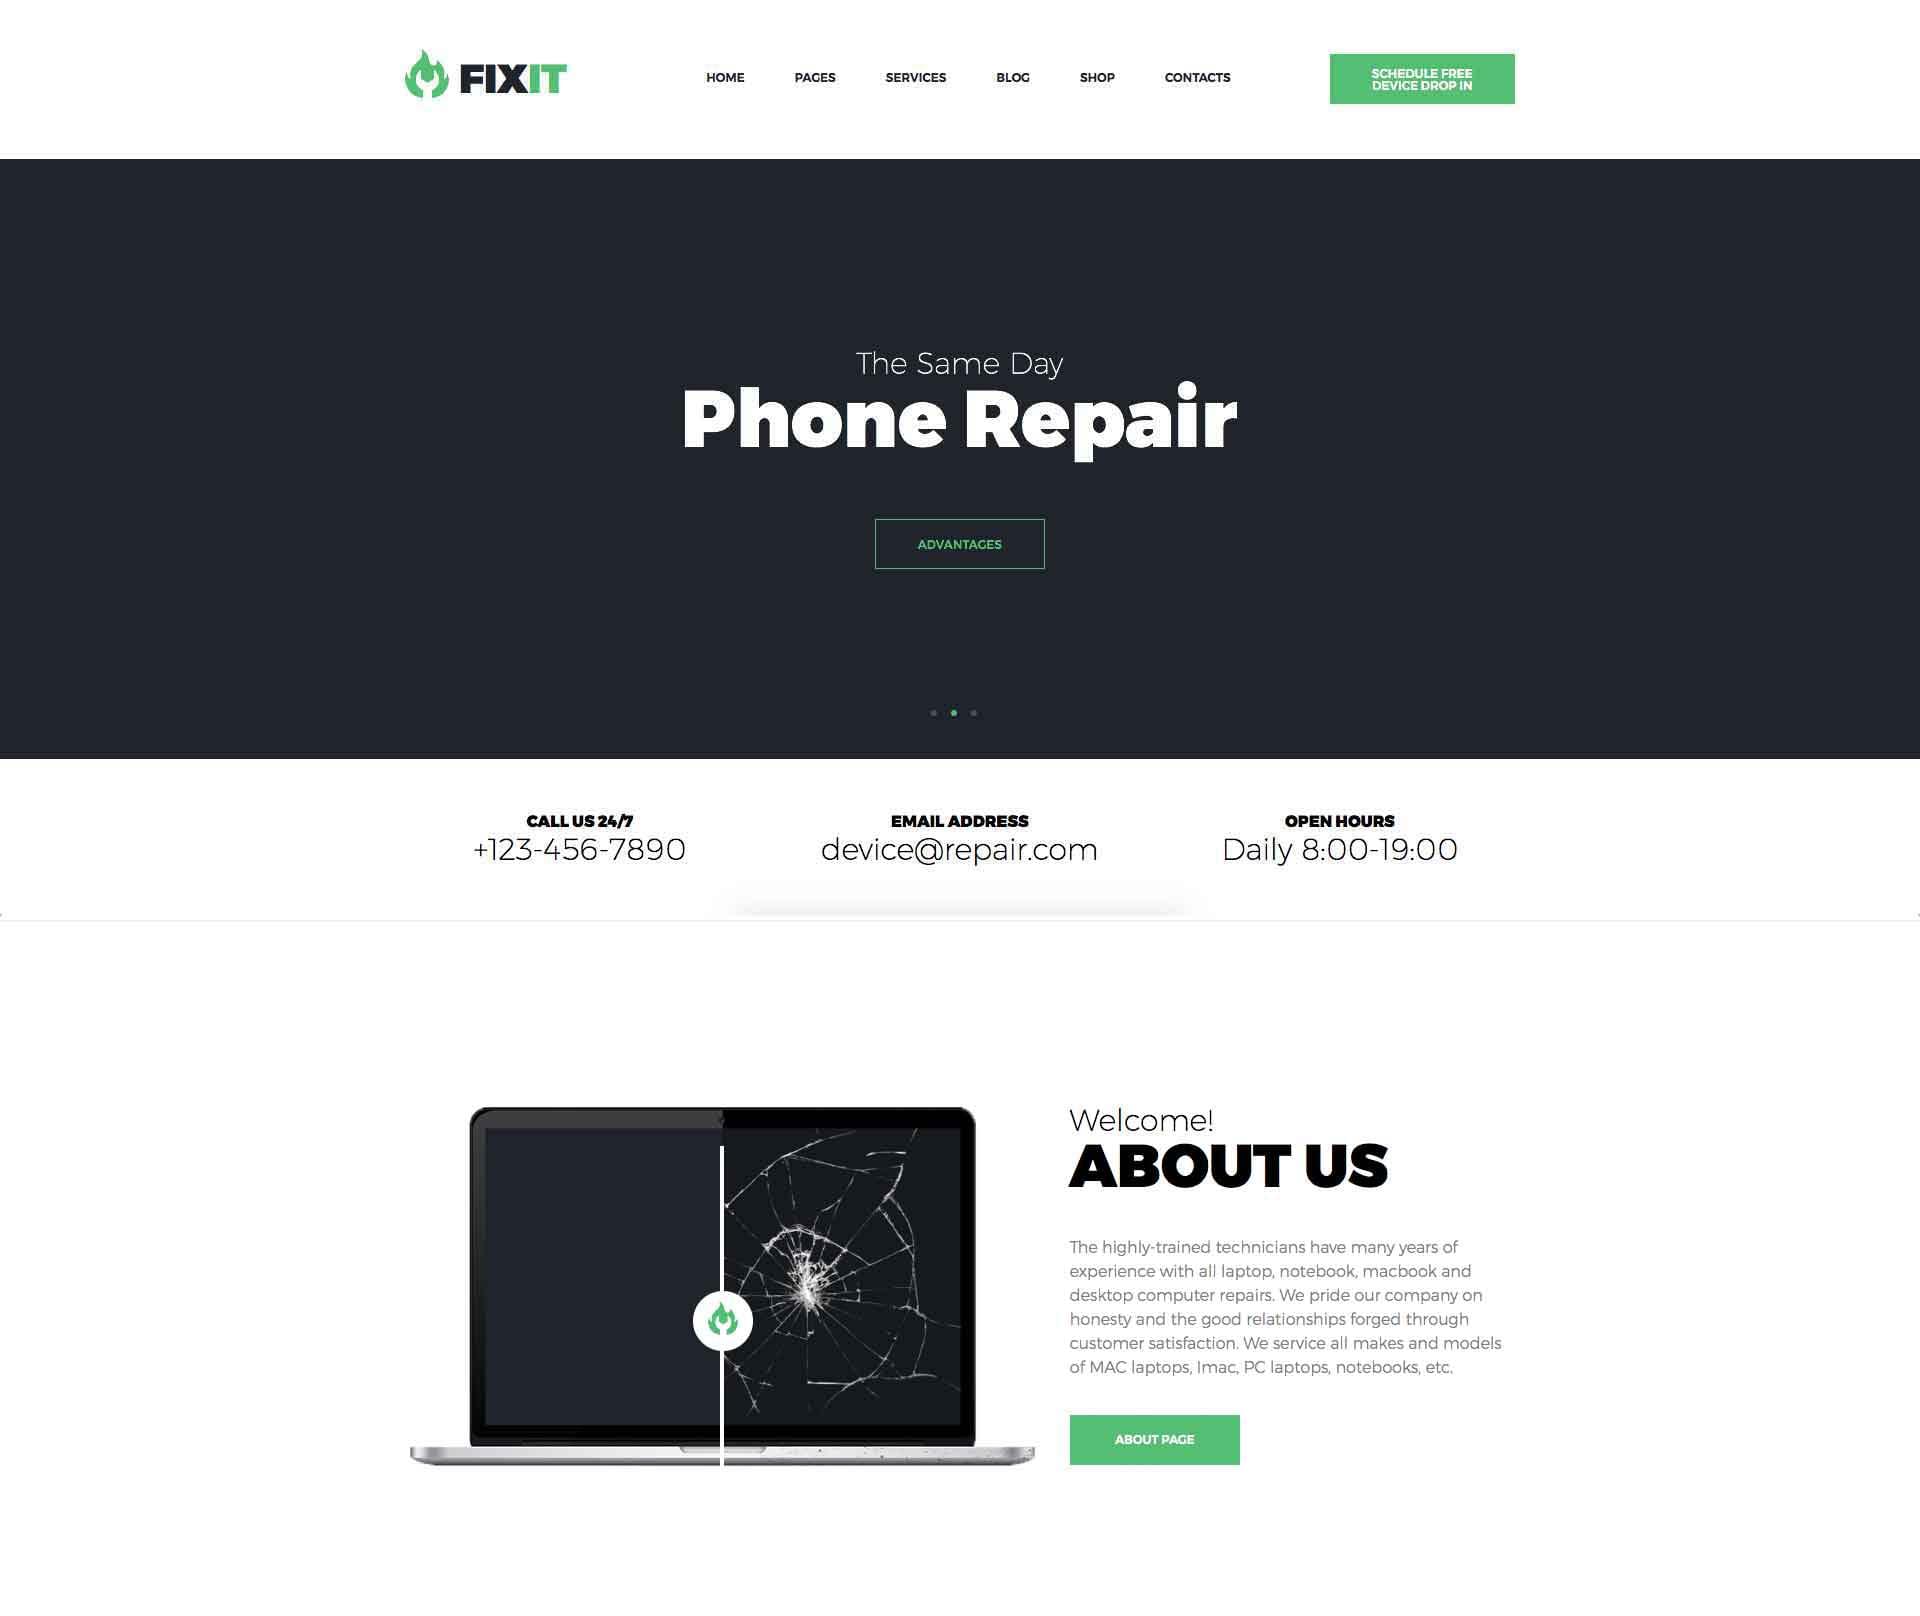 FIXIT
HOME PAGES SERVICES BLOG SHOP CONTACTS
SCHEDULE FREE
DEVICE DROP IN
The Same Day
Phone Repair
ADVANTAGES
CALL US 24/7
+123-456-7890
EMAIL ADDRESS
device@repair.com
OPEN HOURS
Daily 8:00-19:00
Welcome!
ABOUT US
The highly-trained technicians have many years of
experience with all laptop, notebook, macbook and
desktop computer repairs. We pride our company on
honesty and the good relationships forged through
customer satisfaction. We service all makes and models
of MAC laptops, Imac, PC laptops, notebooks, etc.
ABOUT PAGE